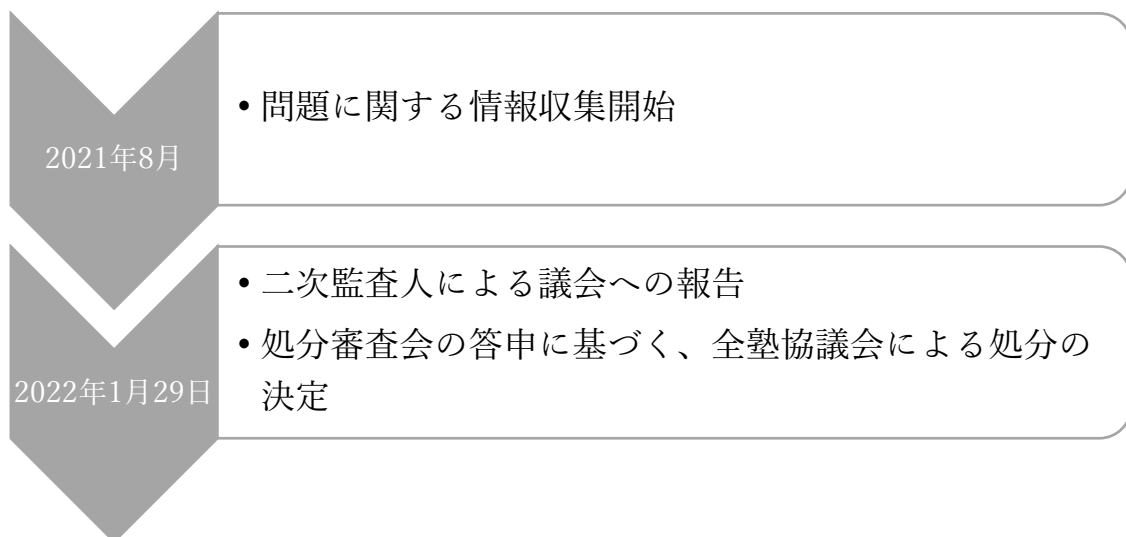 2021年8月
• 問題に関する情報収集開始
2022年1月29日
• 二次監査人による議会への報告
• 処分審査会の答申に基づく、全塾協議会による処分の
決定